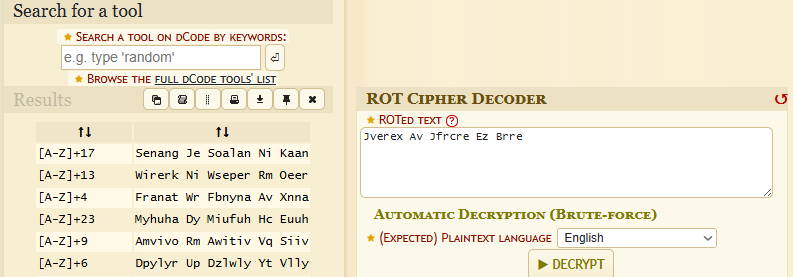 Search for a tool
★ Search a tool on dCode by keywords:
e.g. type 'random'
★ Browse the full dCode tools' list
Results
↑↓ ↑↓
[A-Z]+17 Senang Je Soalan Ni Kaan
[A-Z]+13 Wirerk Ni Wseper Rm Oeer
[A-Z]+4 Franat Wr Fbnyna Av Xnna
[A-Z]+23 Myhuha Dy Miufuh Hc Euuh
[A-Z]+9 Amvivo Rm Awitiv Vq Siiv
[A-Z]+6 Dpylyr Up Dzlwly Yt Vlly
ROT Cipher Decoder
★ ROTed text ?
Jverex Av Jfrcre Ez Brre
Automatic Decryption (Brute-force)
★ (Expected) Plaintext language English
▶ DECRYPT